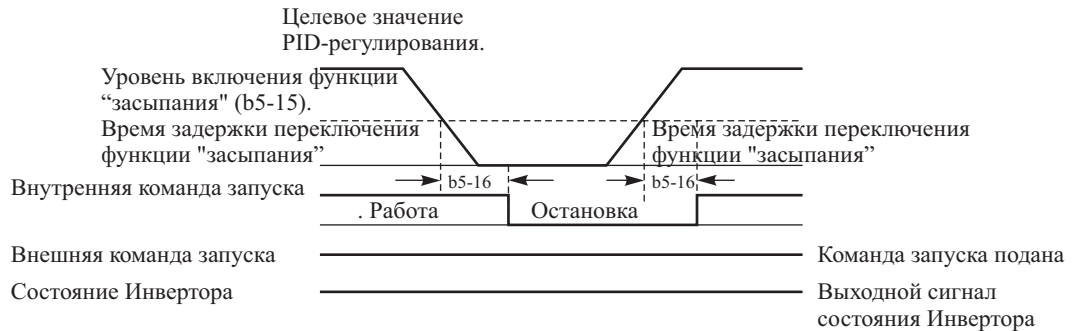 Целевое значение
PID-регулирования.
Уровень включения функции
“засыпания" (b5-15).
Время задержки переключения
функции "засыпания”
Время задержки переключения
функции "засыпания”
b5-16
b5-16
Внутренняя команда запуска
. Работа
Остановка
Внешняя команда запуска
Команда запуска подана
Состояние Инвертора
Выходной сигнал
состояния Инвертора